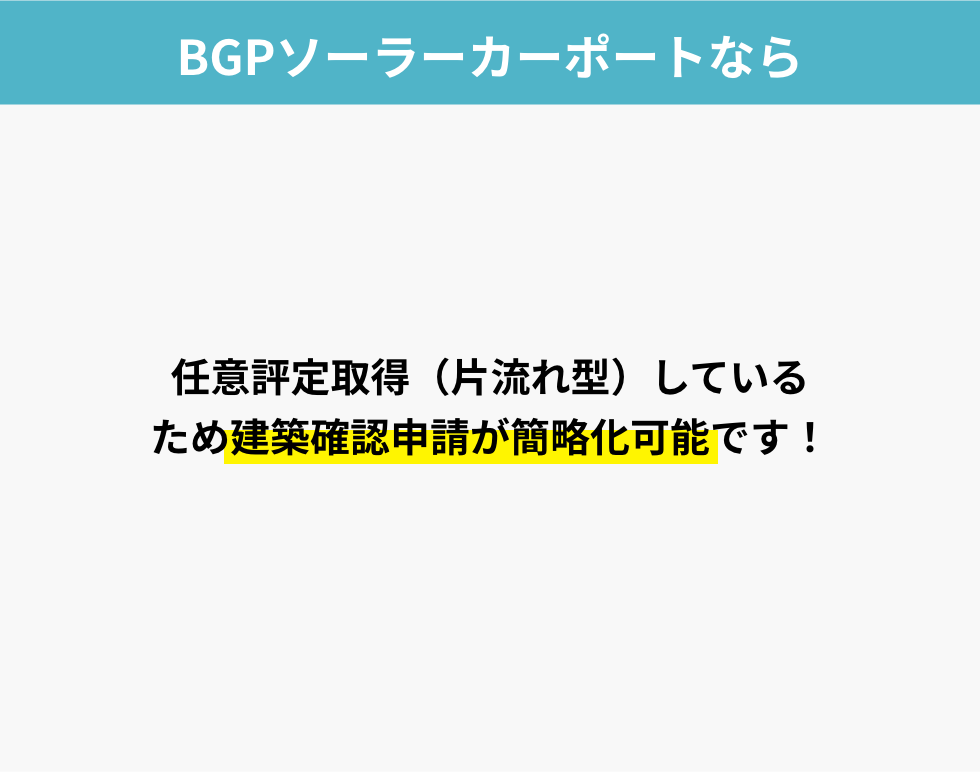 BGPソーラーカーポートなら
任意評定取得（片流れ型）している
ため建築確認申請が簡略化可能です！